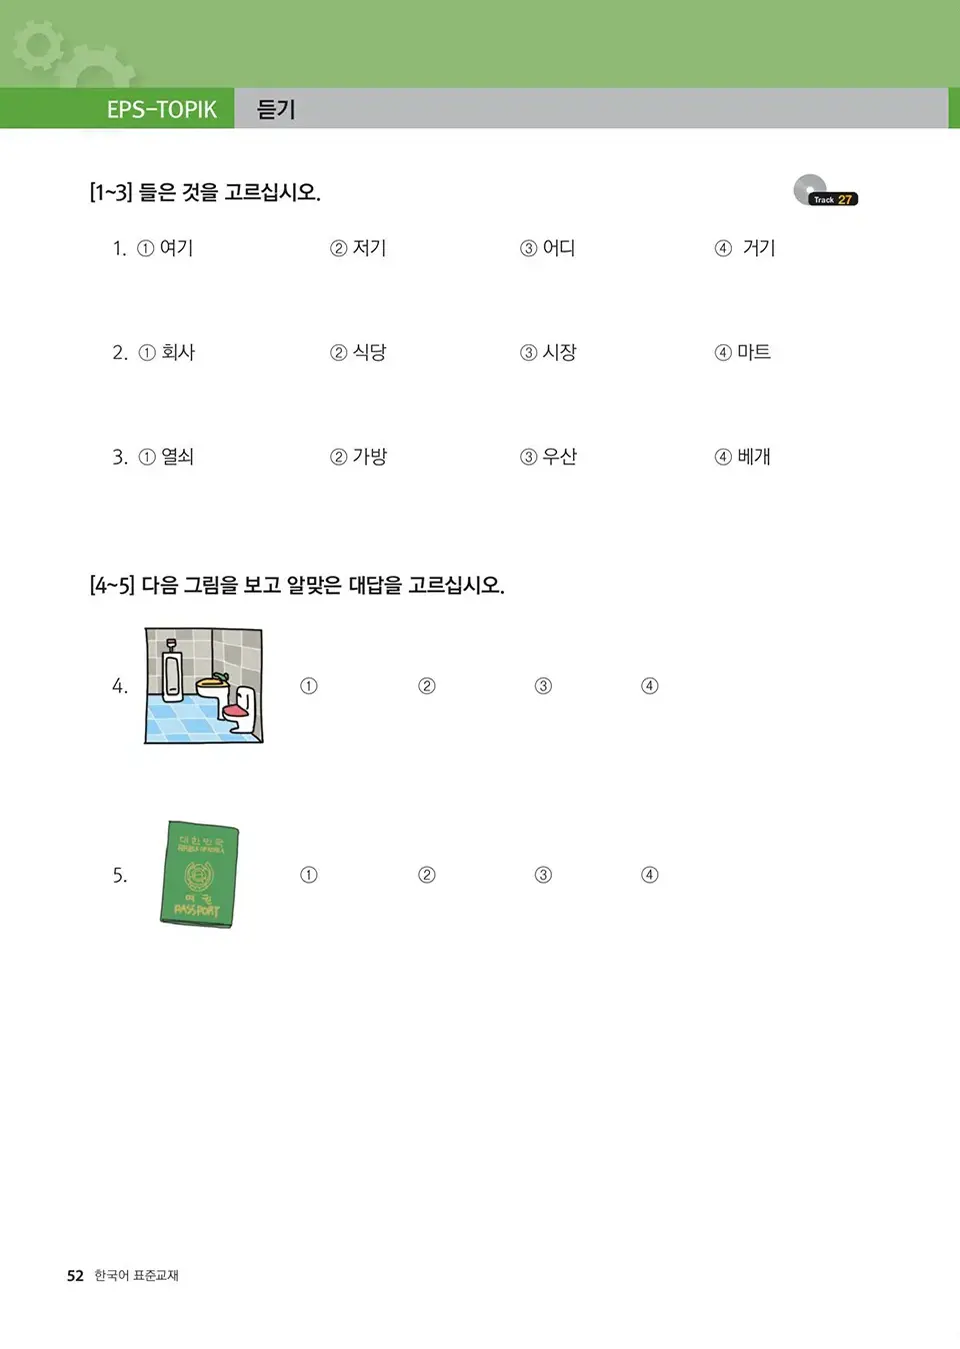 EPS-TOPIK 듣기
[1~3] 들은 것을 고르십시오.
Track 27
1. ① 여기 ② 저기 ③ 어디 ④ 거기
2. ① 회사 ② 식당 ③ 시장 ④ 마트
3. ① 열쇠 ② 가방 ③ 우산 ④ 베개
[4~5] 다음 그림을 보고 알맞은 대답을 고르십시오.
4. ① ② ③ ④
대한민국
REPUBLIC OF KOREA
여권
PASSPORT
5. ① ② ③ ④
52 한국어 표준교재